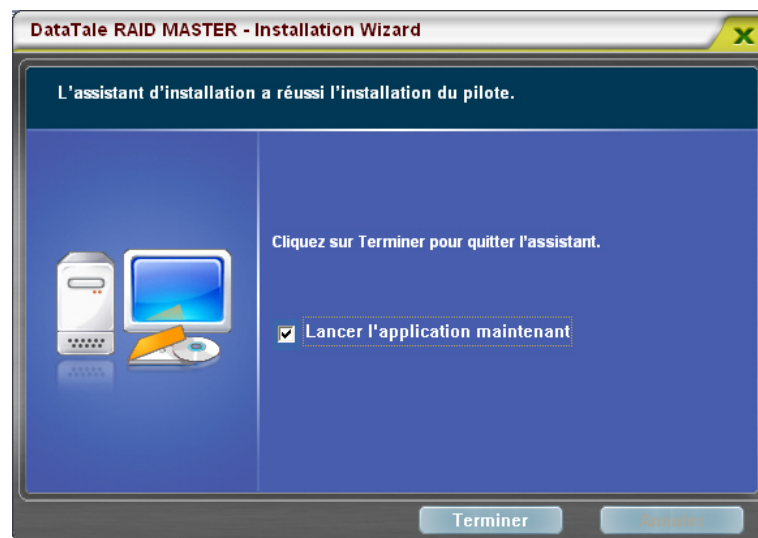 DataTale RAID MASTER - Installation Wizard
L'assistant d'installation a réussi l'installation du pilote.
Cliquez sur Terminer pour quitter l'assistant.
Lancer l'application maintenant
Terminer
Annuler